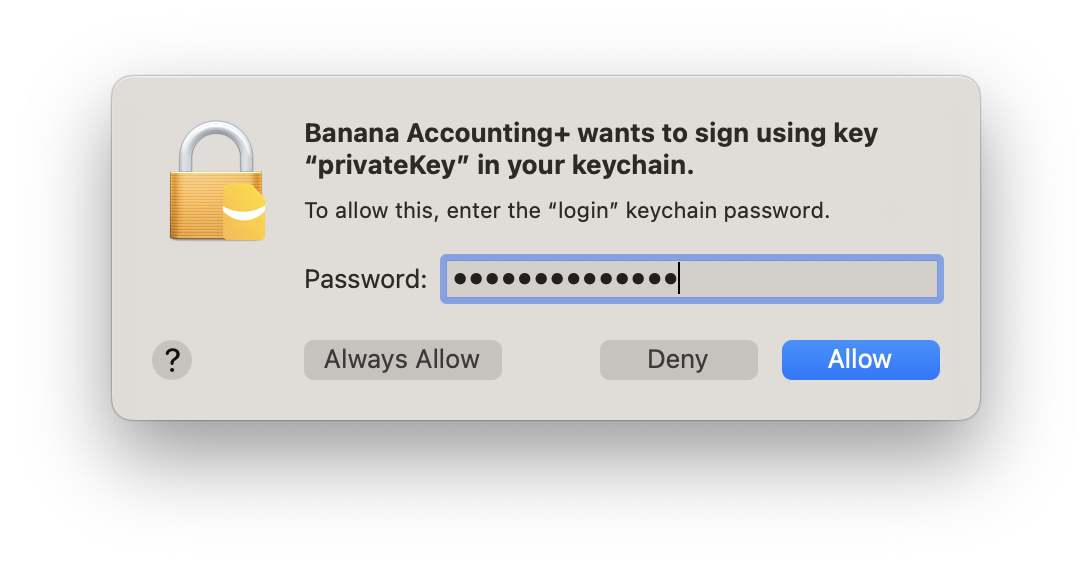 Banana Accounting+ wants to sign using key
“privateKey” in your keychain.
To allow this, enter the “login” keychain password.
Password: ••••••••••••••
? Always Allow Deny Allow